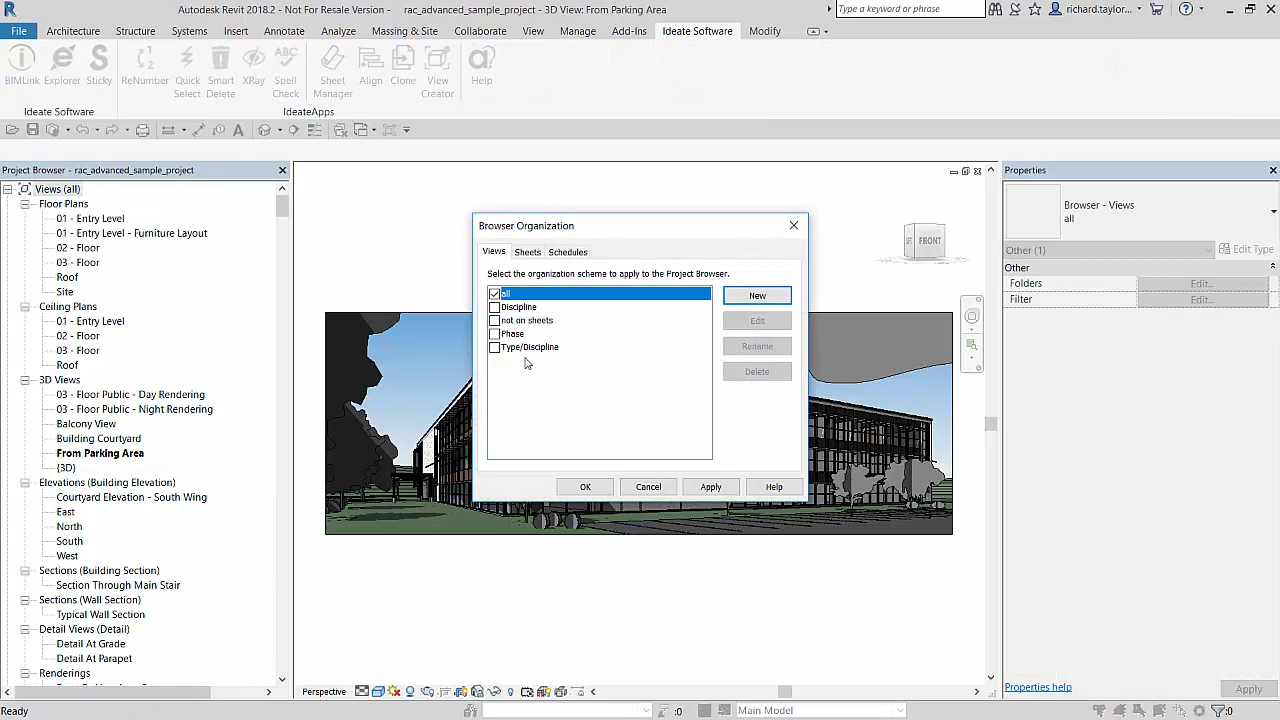 Autodesk Revit 2018.2 - Not For Resale Version - rac_advanced_sample_project - 3D View: From Parking Area
Type a keyword or phrase
richard.taylor...
File Architecture Structure Systems Insert Annotate Analyze Massing & Site Collaborate View Manage Add-Ins Ideate Software Modify
BIMLink Explorer Sticky ReNumber Quick Select Smart Delete XRay Spell Check Sheet Manager Align Clone View Creator Help
Ideate Software IdeateApps
Project Browser - rac_advanced_sample_project
Views (all)
Floor Plans
01 - Entry Level
01 - Entry Level - Furniture Layout
02 - Floor
03 - Floor
Roof
Site
Ceiling Plans
01 - Entry Level
02 - Floor
03 - Floor
Roof
3D Views
03 - Floor Public - Day Rendering
03 - Floor Public - Night Rendering
Balcony View
Building Courtyard
From Parking Area
{3D}
Elevations (Building Elevation)
Courtyard Elevation - South Wing
East
North
South
West
Sections (Building Section)
Section Through Main Stair
Sections (Wall Section)
Typical Wall Section
Detail Views (Detail)
Detail At Grade
Detail At Parapet
Renderings
Browser Organization
Views Sheets Schedules
Select the organization scheme to apply to the Project Browser.
all
Discipline
not on sheets
Phase
Type/Discipline
New
Edit
Rename
Delete
OK Cancel Apply Help
FRONT
Properties
Browser - Views
all
Other (1) Edit Type
Other
Folders Edit...
Filter Edit...
Properties help Apply
Perspective
Ready :0 Main Model :0